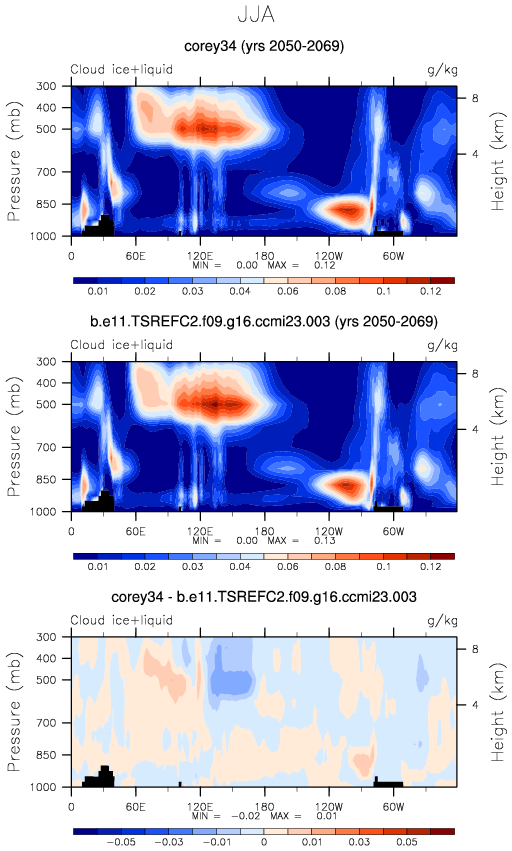 JJA
corey34 (yrs 2050-2069)
Cloud ice+liquid g/kg
300
400
500
700
850
1000
Pressure (mb)
8
4
Height (km)
0 60E 120E 180 120W 60W
MIN = 0.00 MAX = 0.12
0.01 0.02 0.03 0.04 0.06 0.08 0.1 0.12
b.e11.TSREFC2.f09.g16.ccmi23.003 (yrs 2050-2069)
Cloud ice+liquid g/kg
300
400
500
700
850
1000
Pressure (mb)
8
4
Height (km)
0 60E 120E 180 120W 60W
MIN = 0.00 MAX = 0.13
0.01 0.02 0.03 0.04 0.06 0.08 0.1 0.12
corey34 - b.e11.TSREFC2.f09.g16.ccmi23.003
Cloud ice+liquid g/kg
300
400
500
700
850
1000
Pressure (mb)
8
4
Height (km)
0 60E 120E 180 120W 60W
MIN = -0.02 MAX = 0.01
-0.05 -0.03 -0.01 0 0.01 0.03 0.05